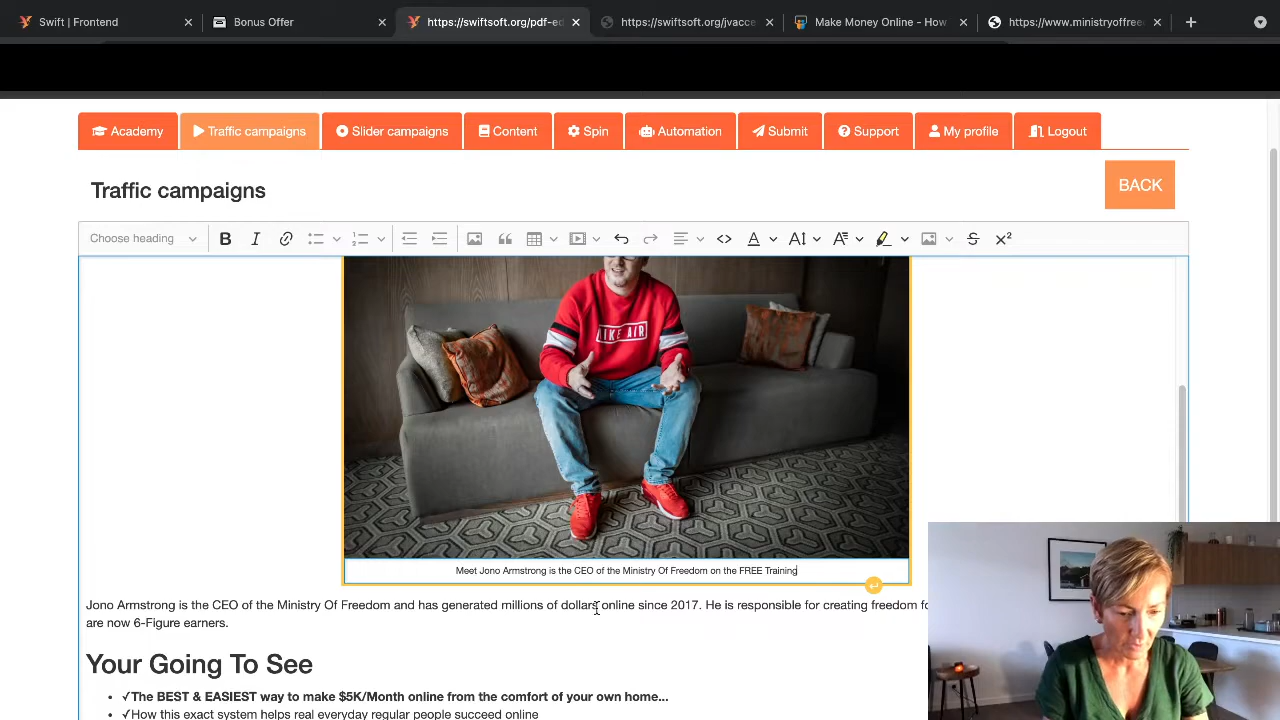 Swift | Frontend
Bonus Offer
https://swiftsoft.org/pdf-ed
https://swiftsoft.org/jvacce
Make Money Online - How
https://www.ministryoffree
Academy
Traffic campaigns
Slider campaigns
Content
Spin
Automation
Submit
Support
My profile
Logout
Traffic campaigns
BACK
Choose heading
LIKE AIR
Meet Jono Armstrong is the CEO of the Ministry Of Freedom on the FREE Training
Jono Armstrong is the CEO of the Ministry Of Freedom and has generated millions of dollars online since 2017. He is responsible for creating freedom fo
are now 6-Figure earners.
Your Going To See
• ✓The BEST & EASIEST way to make $5K/Month online from the comfort of your own home...
• ✓How this exact system helps real everyday regular people succeed online